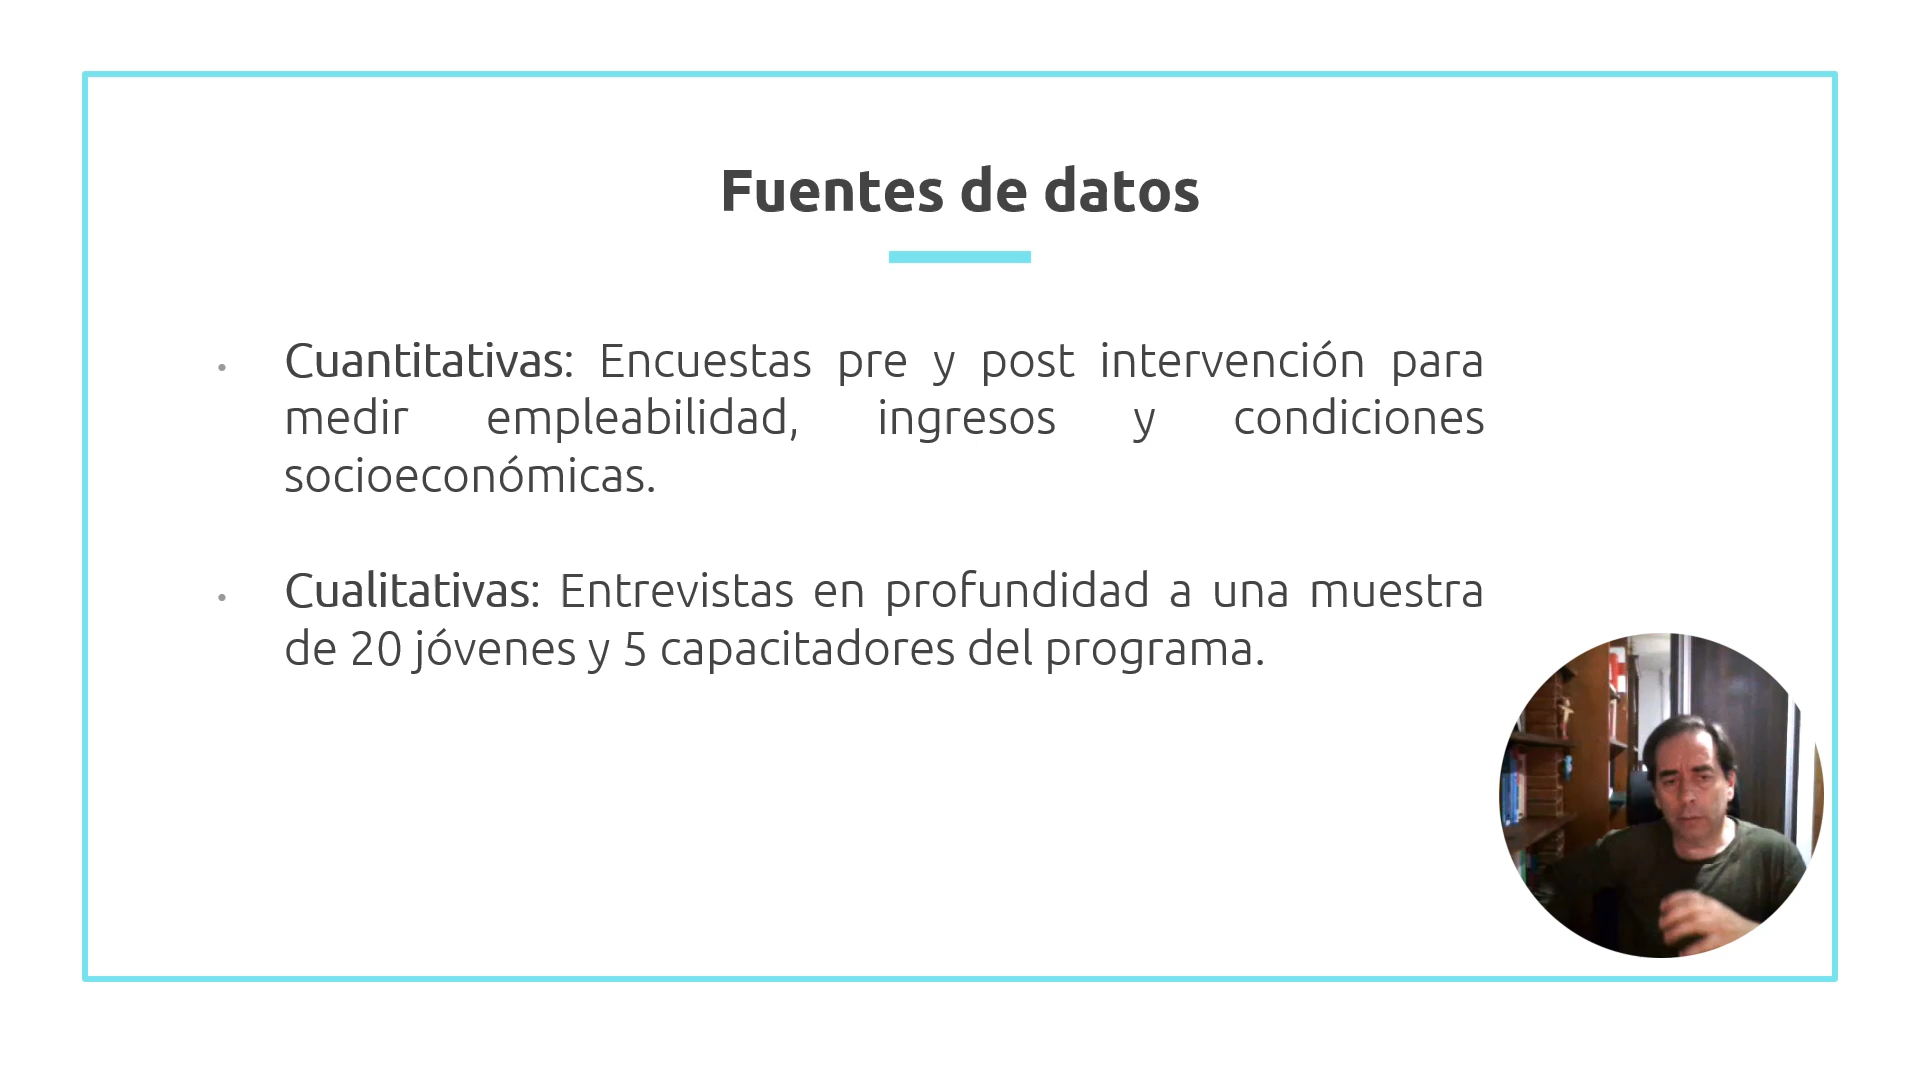 Fuentes de datos
• Cuantitativas: Encuestas pre y post intervención para
medir empleabilidad, ingresos y condiciones
socioeconómicas.
• Cualitativas: Entrevistas en profundidad a una muestra
de 20 jóvenes y 5 capacitadores del programa.